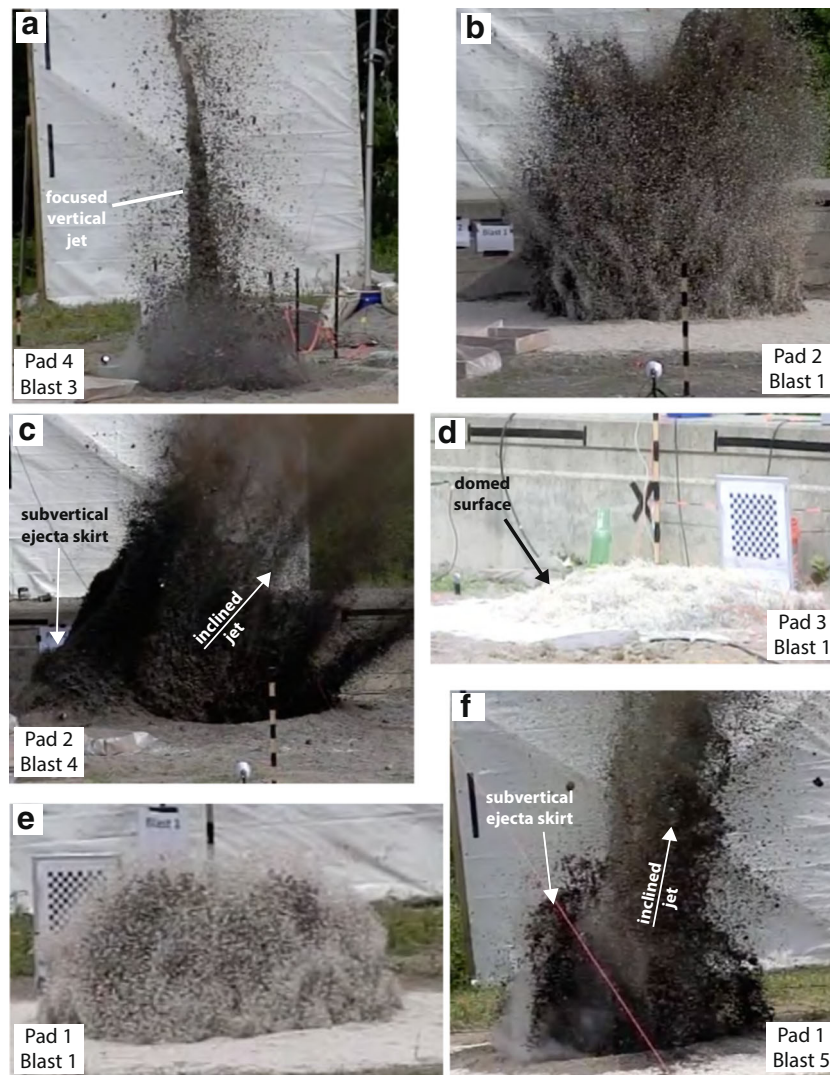 a
focused
vertical
jet
Pad 4
Blast 3
b
Blast 1
Pad 2
Blast 1
c
subvertical
ejecta skirt
inclined
jet
Pad 2
Blast 4
d
domed
surface
Pad 3
Blast 1
e
Blast 1
Pad 1
Blast 1
f
subvertical
ejecta skirt
inclined
jet
Pad 1
Blast 5